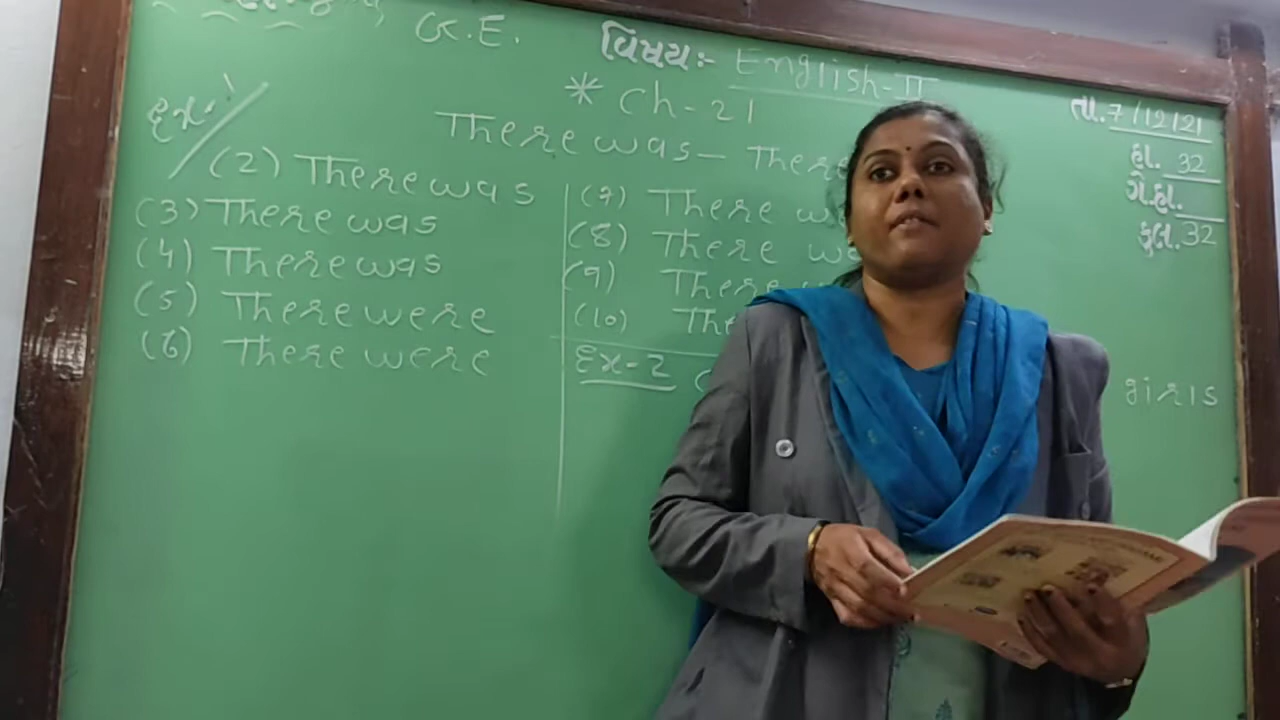 G.E.
વિષય:- English-II
* Ch-21
There was - There
તા. 7/12/21
હા. 32
ગે.હા.
કુલ. 32
Ex-1
(2) There was
(3) There was
(4) There was
(5) There were
(6) There were
(7) There we
(8) There
(9) There
(10) The
Ex-2
girls